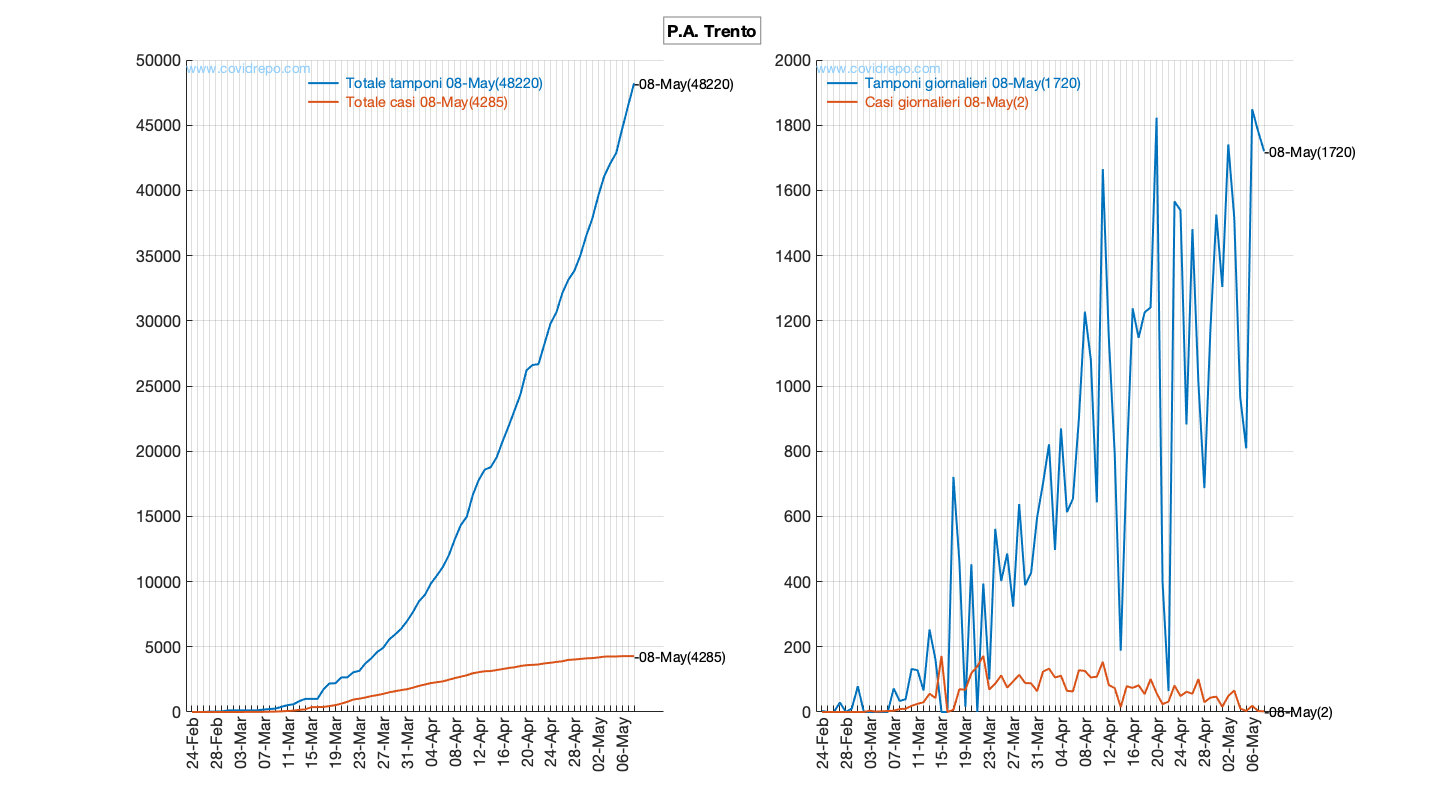 P.A. Trento
www.covidrepo.com
Totale tamponi 08-May(48220)
Totale casi 08-May(4285)
50000
45000
40000
35000
30000
25000
20000
15000
10000
5000
0
-08-May(48220)
-08-May(4285)
24-Feb
28-Feb
03-Mar
07-Mar
11-Mar
15-Mar
19-Mar
23-Mar
27-Mar
31-Mar
04-Apr
08-Apr
12-Apr
16-Apr
20-Apr
24-Apr
28-Apr
02-May
06-May
www.covidrepo.com
Tamponi giornalieri 08-May(1720)
Casi giornalieri 08-May(2)
2000
1800
1600
1400
1200
1000
800
600
400
200
0
-08-May(1720)
-08-May(2)
24-Feb
28-Feb
03-Mar
07-Mar
11-Mar
15-Mar
19-Mar
23-Mar
27-Mar
31-Mar
04-Apr
08-Apr
12-Apr
16-Apr
20-Apr
24-Apr
28-Apr
02-May
06-May